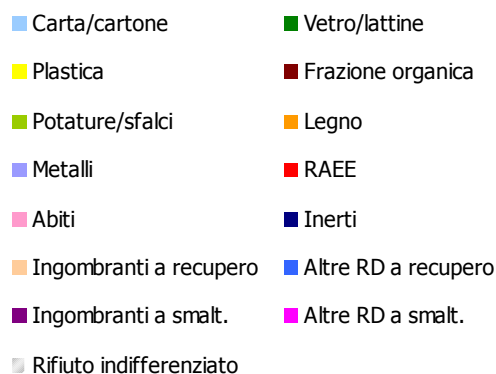 Carta/cartone Vetro/lattine
Plastica Frazione organica
Potature/sfalci Legno
Metalli RAEE
Abiti Inerti
Ingombranti a recupero Altre RD a recupero
Ingombranti a smalt. Altre RD a smalt.
Rifiuto indifferenziato